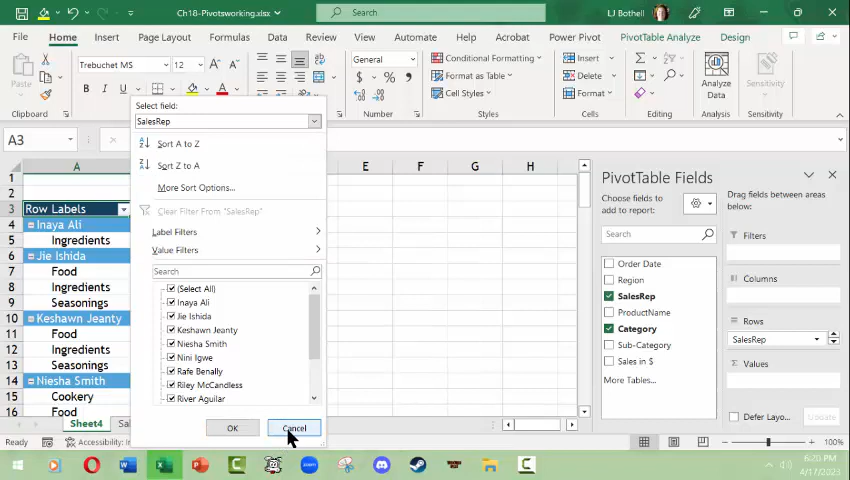 Ch18-Pivotsworking.xlsx
Search
LJ Bothell
File Home Insert Page Layout Formulas Data Review View Automate Help Acrobat Power Pivot PivotTable Analyze Design
Paste
Clipboard
Trebuchet MS 12
B I U A
General
$ % 9
Number
Conditional Formatting
Format as Table
Cell Styles
Styles
Insert
Delete
Format
Cells
Editing
Analyze Data
Analysis
Sensitivity
Sensitivity
A3
A E F G H
1
2
3 Row Labels
4 Inaya Ali
5 Ingredients
6 Jie Ishida
7 Food
8 Ingredients
9 Seasonings
10 Keshawn Jeanty
11 Food
12 Ingredients
13 Seasonings
14 Niesha Smith
15 Cookery
16 Food
Select field:
SalesRep
Sort A to Z
Sort Z to A
More Sort Options...
Clear Filter From "SalesRep"
Label Filters
Value Filters
Search
(Select All)
Inaya Ali
Jie Ishida
Keshawn Jeanty
Niesha Smith
Nini Igwe
Rafe Benally
Riley McCandless
River Aguilar
OK Cancel
PivotTable Fields
Choose fields to add to report:
Search
Order Date
Region
SalesRep
ProductName
Category
Sub-Category
Sales in $
More Tables...
Drag fields between areas below:
Filters
Columns
Rows
SalesRep
Values
Defer Layo... Update
Sheet4 Sal
Ready Accessibility: In
100%
6:20 PM
4/17/2023